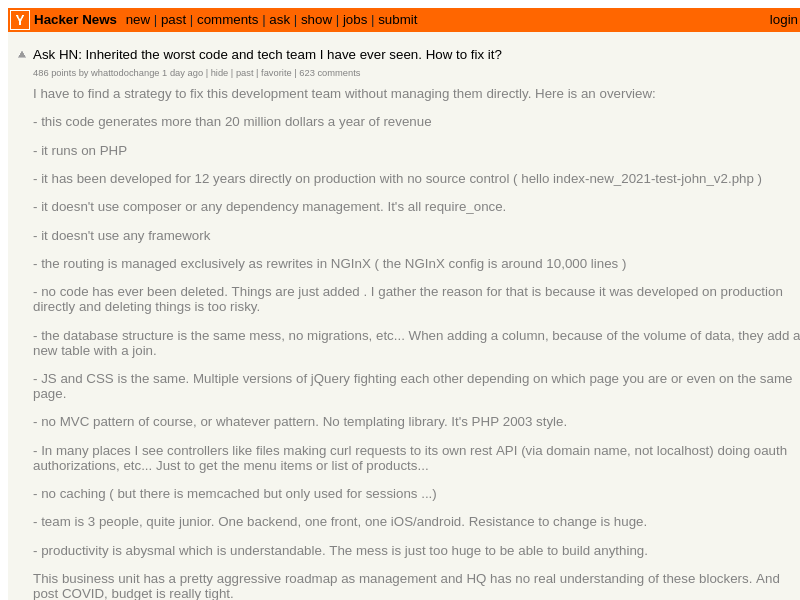 Y Hacker News new | past | comments | ask | show | jobs | submit login
Ask HN: Inherited the worst code and tech team I have ever seen. How to fix it?
486 points by whattodochange 1 day ago | hide | past | favorite | 623 comments
I have to find a strategy to fix this development team without managing them directly. Here is an overview:
- this code generates more than 20 million dollars a year of revenue
- it runs on PHP
- it has been developed for 12 years directly on production with no source control ( hello index-new_2021-test-john_v2.php )
- it doesn't use composer or any dependency management. It's all require_once.
- it doesn't use any framework
- the routing is managed exclusively as rewrites in NGInX ( the NGInX config is around 10,000 lines )
- no code has ever been deleted. Things are just added . I gather the reason for that is because it was developed on production
directly and deleting things is too risky.
- the database structure is the same mess, no migrations, etc... When adding a column, because of the volume of data, they add a
new table with a join.
- JS and CSS is the same. Multiple versions of jQuery fighting each other depending on which page you are or even on the same
page.
- no MVC pattern of course, or whatever pattern. No templating library. It's PHP 2003 style.
- In many places I see controllers like files making curl requests to its own rest API (via domain name, not localhost) doing oauth
authorizations, etc... Just to get the menu items or list of products...
- no caching ( but there is memcached but only used for sessions ...)
- team is 3 people, quite junior. One backend, one front, one iOS/android. Resistance to change is huge.
- productivity is abysmal which is understandable. The mess is just too huge to be able to build anything.
This business unit has a pretty aggressive roadmap as management and HQ has no real understanding of these blockers. And
post COVID, budget is really tight.